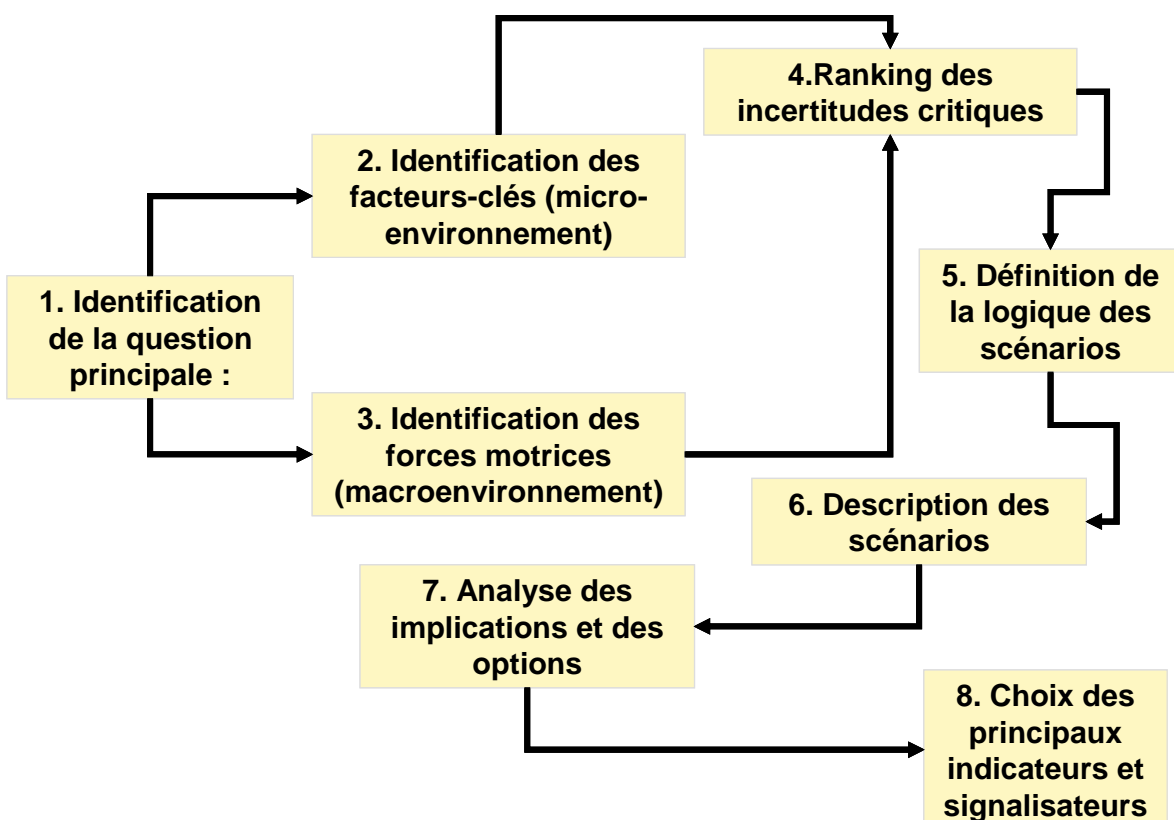 1. Identification
de la question
principale :
2. Identification des
facteurs-clés (micro-
environnement)
3. Identification des
forces motrices
(macroenvironnement)
4.Ranking des
incertitudes critiques
5. Définition de
la logique des
scénarios
6. Description des
scénarios
7. Analyse des
implications et des
options
8. Choix des
principaux
indicateurs et
signalisateurs